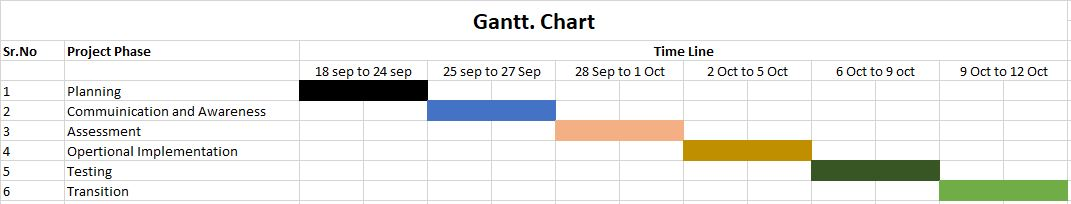 Gantt. Chart
Sr.No Project Phase Time Line
18 sep to 24 sep 25 sep to 27 Sep 28 Sep to 1 Oct 2 Oct to 5 Oct 6 Oct to 9 oct 9 Oct to 12 Oct
1 Planning
2 Commuinication and Awareness
3 Assessment
4 Opertional Implementation
5 Testing
6 Transition